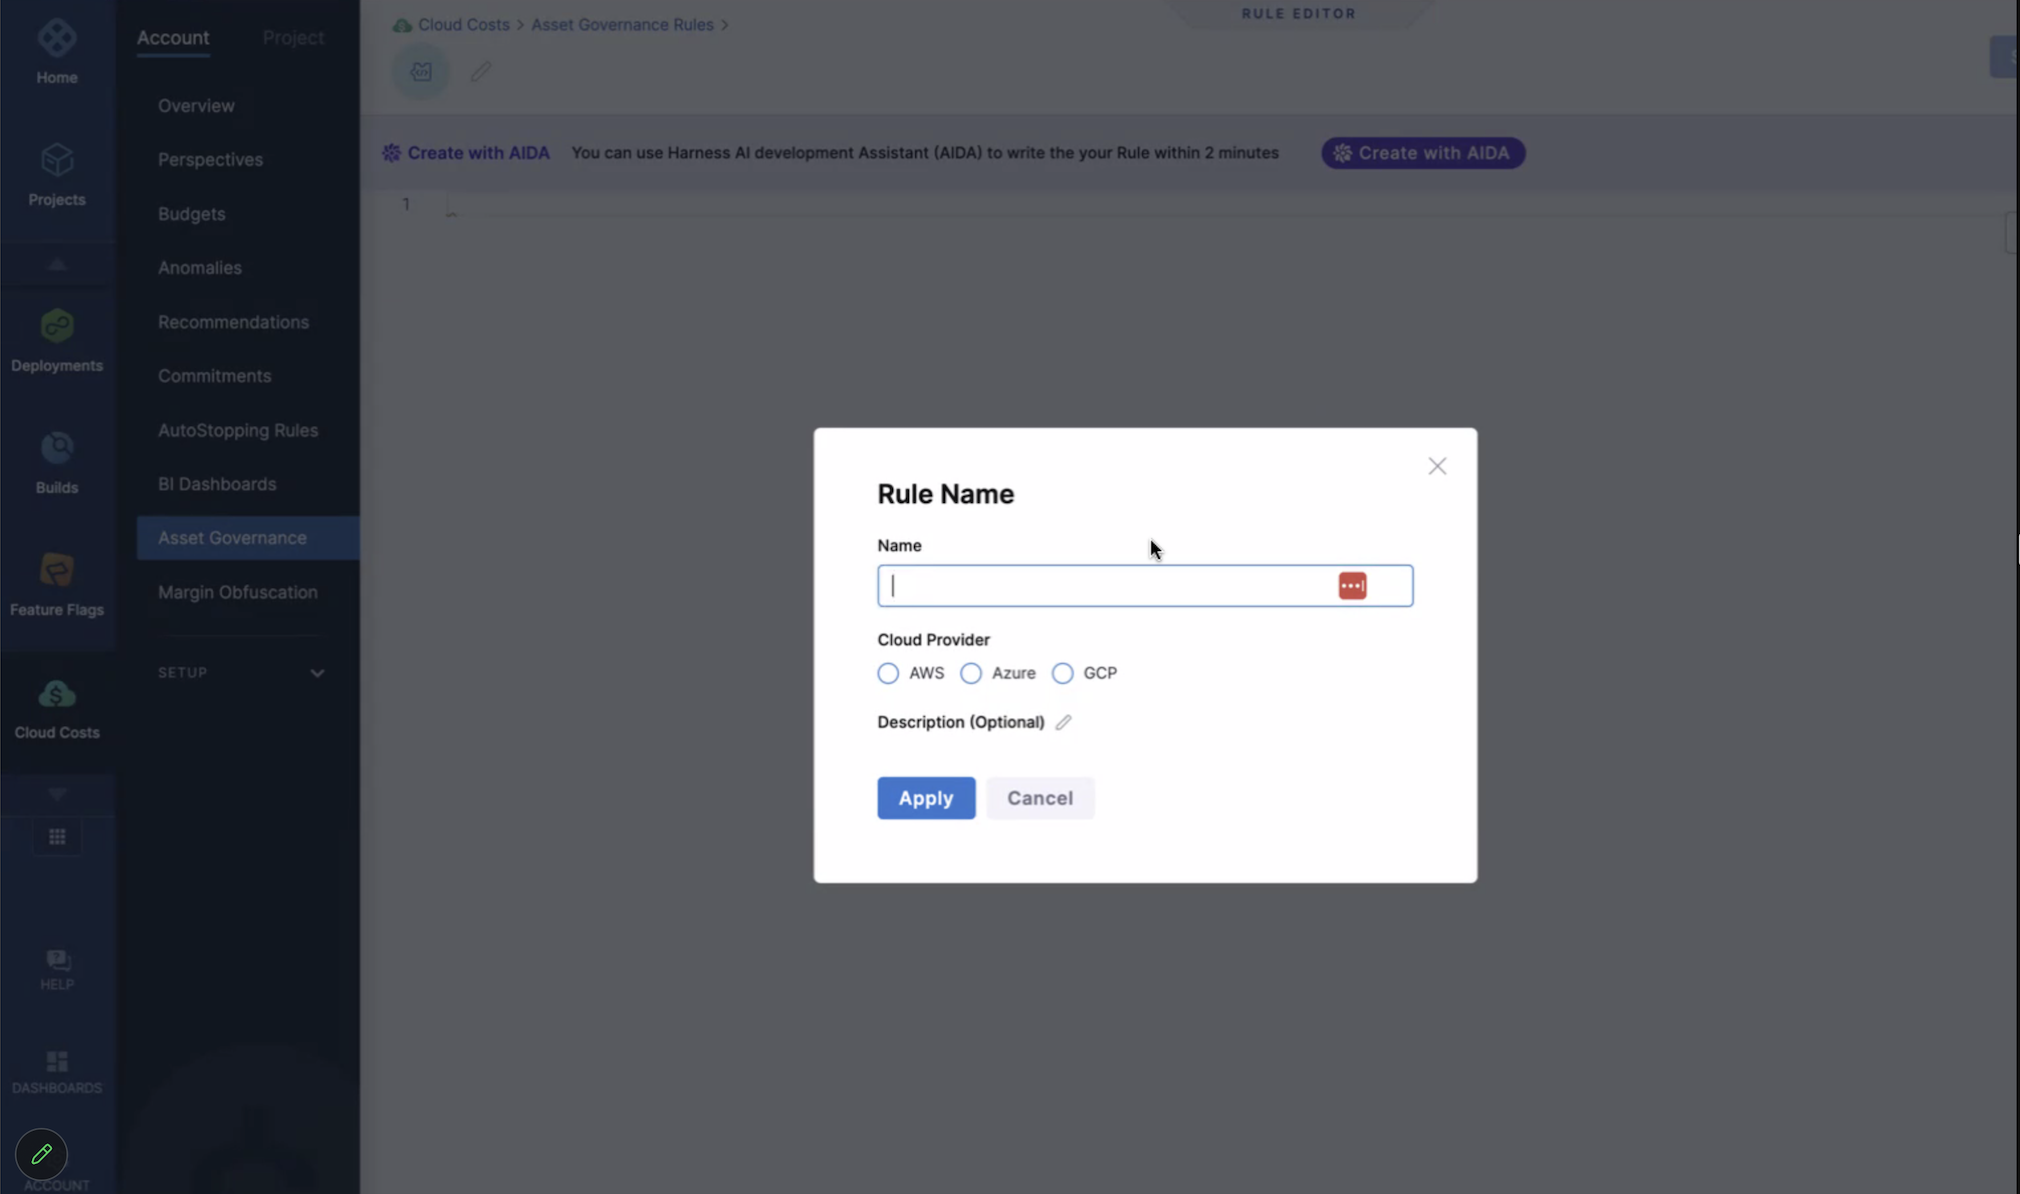 Home
Projects
Deployments
Builds
Feature Flags
Cloud Costs
HELP
DASHBOARDS
ACCOUNT
Account Project
Overview
Perspectives
Budgets
Anomalies
Recommendations
Commitments
AutoStopping Rules
BI Dashboards
Asset Governance
Margin Obfuscation
SETUP
Cloud Costs > Asset Governance Rules >
RULE EDITOR
Create with AIDA You can use Harness AI development Assistant (AIDA) to write the your Rule within 2 minutes Create with AIDA
1
Rule Name
Name
Cloud Provider
AWS Azure GCP
Description (Optional)
Apply Cancel